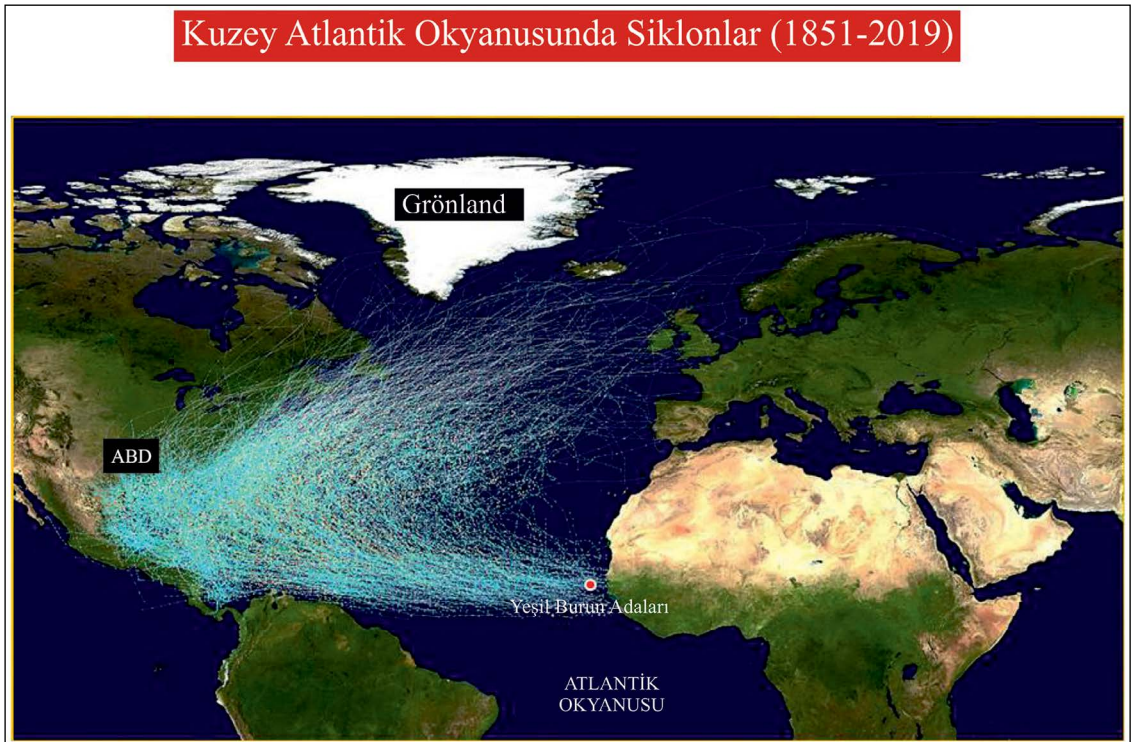 Kuzey Atlantik Okyanusunda Siklonlar (1851-2019)
Grönland
ABD
Yeşil Burun Adaları
ATLANTİK
OKYANUSU